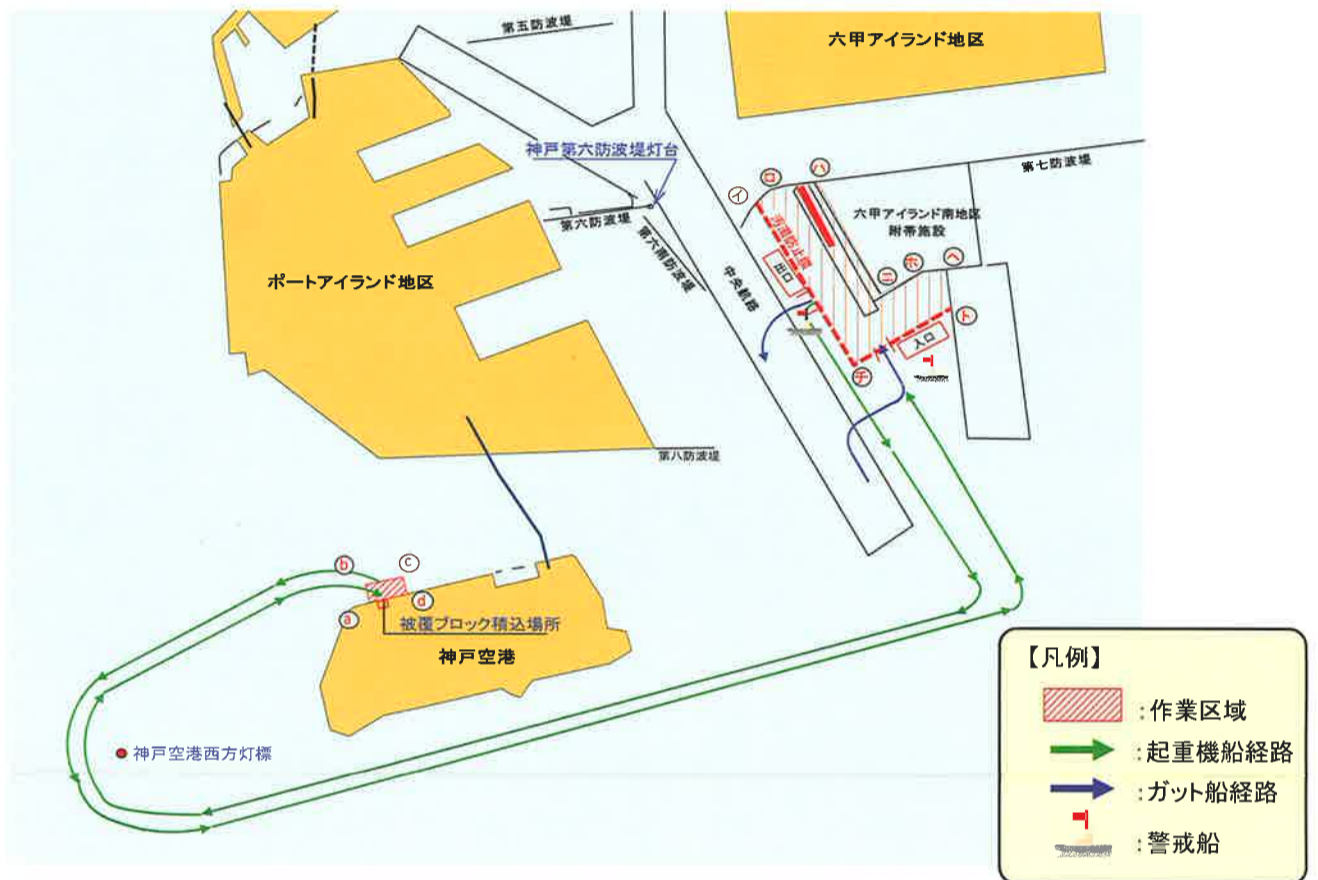 第五防波堤
六甲アイランド地区
神戸第六防波堤灯台
第七防波堤
イ
ロ
ハ
第六防波堤
六甲アイランド南地区
附帯施設
汚濁防止膜
第六南防波堤
出口
中央航路
ニ
ホ
ヘ
ポートアイランド地区
ト
入口
チ
第八防波堤
b
c
a
d
被覆ブロック積込場所
神戸空港
神戸空港西方灯標
【凡例】
:作業区域
:起重機船経路
:ガット船経路
:警戒船